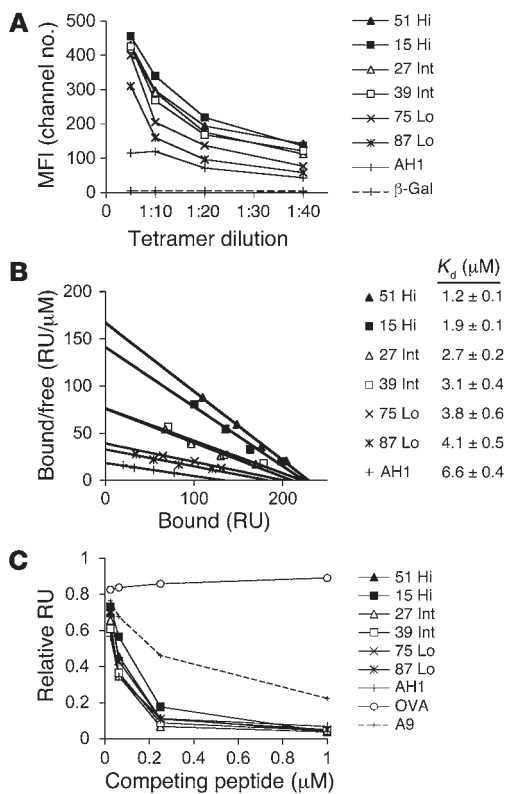 A
MFI (channel no.)
500
400
300
200
100
0
0 1:10 1:20 1:30 1:40
Tetramer dilution
51 Hi
15 Hi
27 Int
39 Int
75 Lo
87 Lo
AH1
β-Gal
B
Bound/free (RU/μM)
200
150
100
50
0
0 100 200
Bound (RU)
Kd (μM)
51 Hi 1.2 ± 0.1
15 Hi 1.9 ± 0.1
27 Int 2.7 ± 0.2
39 Int 3.1 ± 0.4
75 Lo 3.8 ± 0.6
87 Lo 4.1 ± 0.5
AH1 6.6 ± 0.4
C
Relative RU
1
0.8
0.6
0.4
0.2
0
0 0.2 0.4 0.6 0.8 1
Competing peptide (μM)
51 Hi
15 Hi
27 Int
39 Int
75 Lo
87 Lo
AH1
OVA
A9